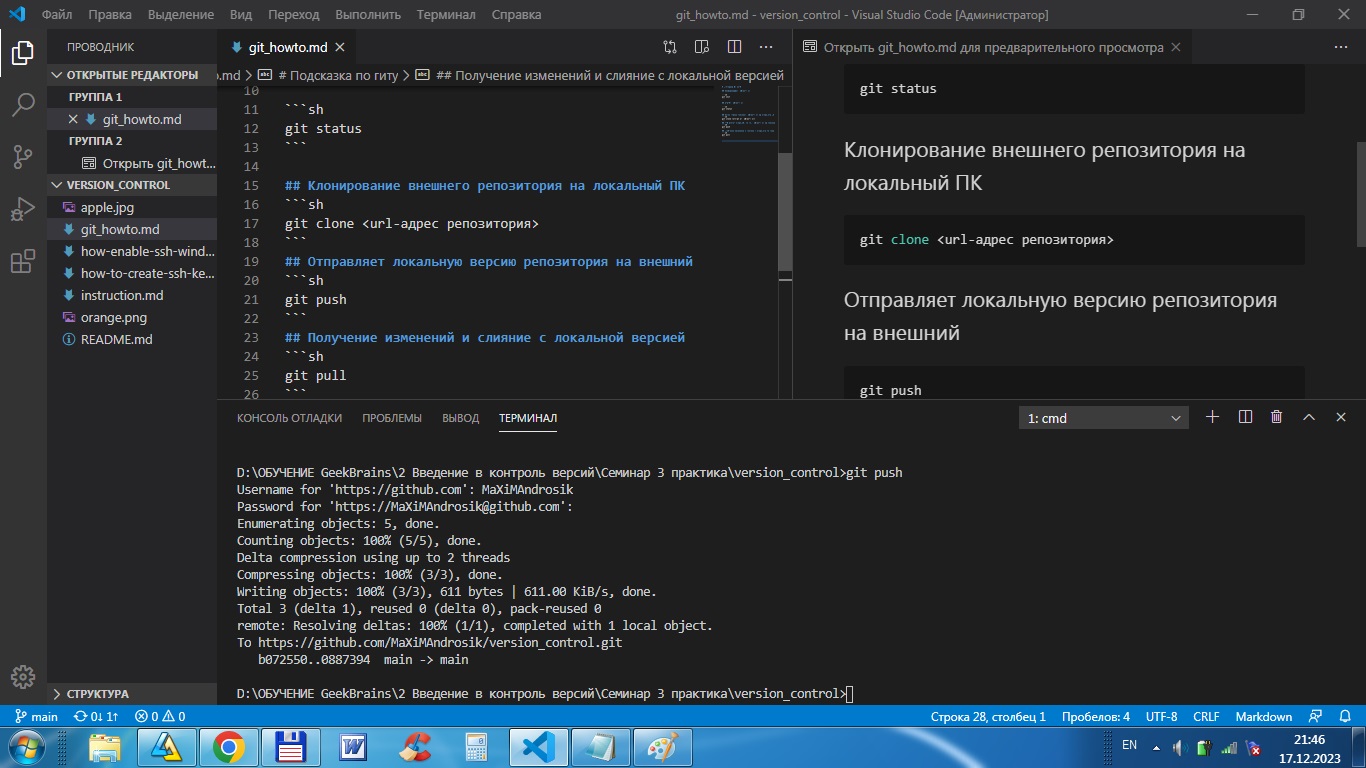 Файл Правка Выделение Вид Переход Выполнить Терминал Справка
git_howto.md - version_control - Visual Studio Code [Администратор]
ПРОВОДНИК
ОТКРЫТЫЕ РЕДАКТОРЫ
ГРУППА 1
git_howto.md
ГРУППА 2
Открыть git_howt...
VERSION_CONTROL
apple.jpg
git_howto.md
how-enable-ssh-wind...
how-to-create-ssh-ke...
instruction.md
orange.png
README.md
СТРУКТУРА
git_howto.md
o.md > # Подсказка по гиту > ## Получение изменений и слияние с локальной версией
10
11 ```sh
12 git status
13 ```
14
15 ## Клонирование внешнего репозитория на локальный ПК
16 ```sh
17 git clone <url-адрес репозитория>
18 ```
19 ## Отправляет локальную версию репозитория на внешний
20 ```sh
21 git push
22 ```
23 ## Получение изменений и слияние с локальной версией
24 ```sh
25 git pull
26 ```
Открыть git_howto.md для предварительного просмотра
git status
Клонирование внешнего репозитория на
локальный ПК
git clone <url-адрес репозитория>
Отправляет локальную версию репозитория
на внешний
git push
КОНСОЛЬ ОТЛАДКИ ПРОБЛЕМЫ ВЫВОД ТЕРМИНАЛ
1: cmd
D:\ОБУЧЕНИЕ GeekBrains\2 Введение в контроль версий\Семинар 3 практика\version_control>git push
Username for 'https://github.com': MaXiMAndrosik
Password for 'https://MaXiMAndrosik@github.com':
Enumerating objects: 5, done.
Counting objects: 100% (5/5), done.
Delta compression using up to 2 threads
Compressing objects: 100% (3/3), done.
Writing objects: 100% (3/3), 611 bytes | 611.00 KiB/s, done.
Total 3 (delta 1), reused 0 (delta 0), pack-reused 0
remote: Resolving deltas: 100% (1/1), completed with 1 local object.
To https://github.com/MaXiMAndrosik/version_control.git
b072550..0887394 main -> main
D:\ОБУЧЕНИЕ GeekBrains\2 Введение в контроль версий\Семинар 3 практика\version_control>
main 0↓ 1↑ 0 0
Строка 28, столбец 1 Пробелов: 4 UTF-8 CRLF Markdown
EN
21:46
17.12.2023